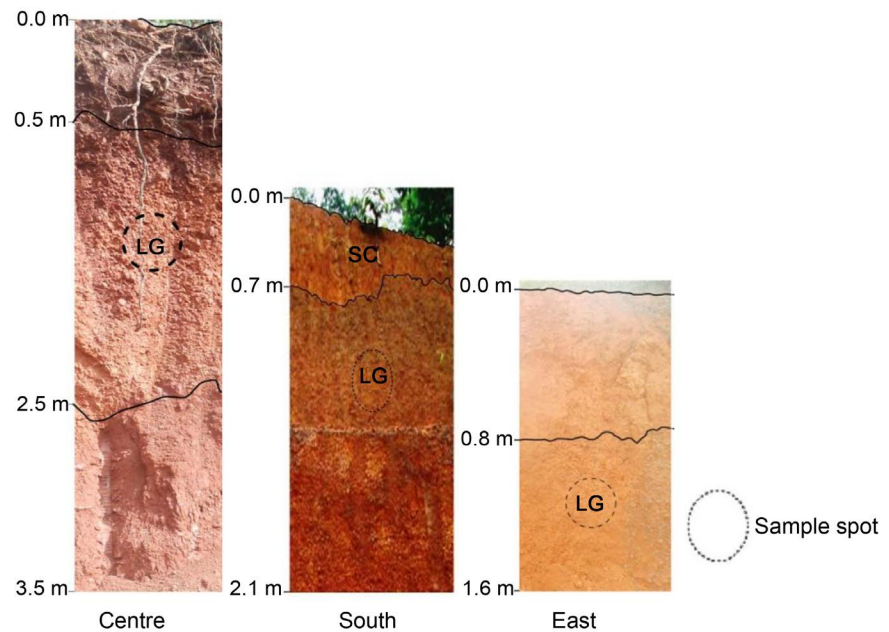 0.0 m
0.5 m
LG
2.5 m
3.5 m
Centre
0.0 m
SC
0.7 m
LG
2.1 m
South
0.0 m
0.8 m
LG
1.6 m
East
Sample spot